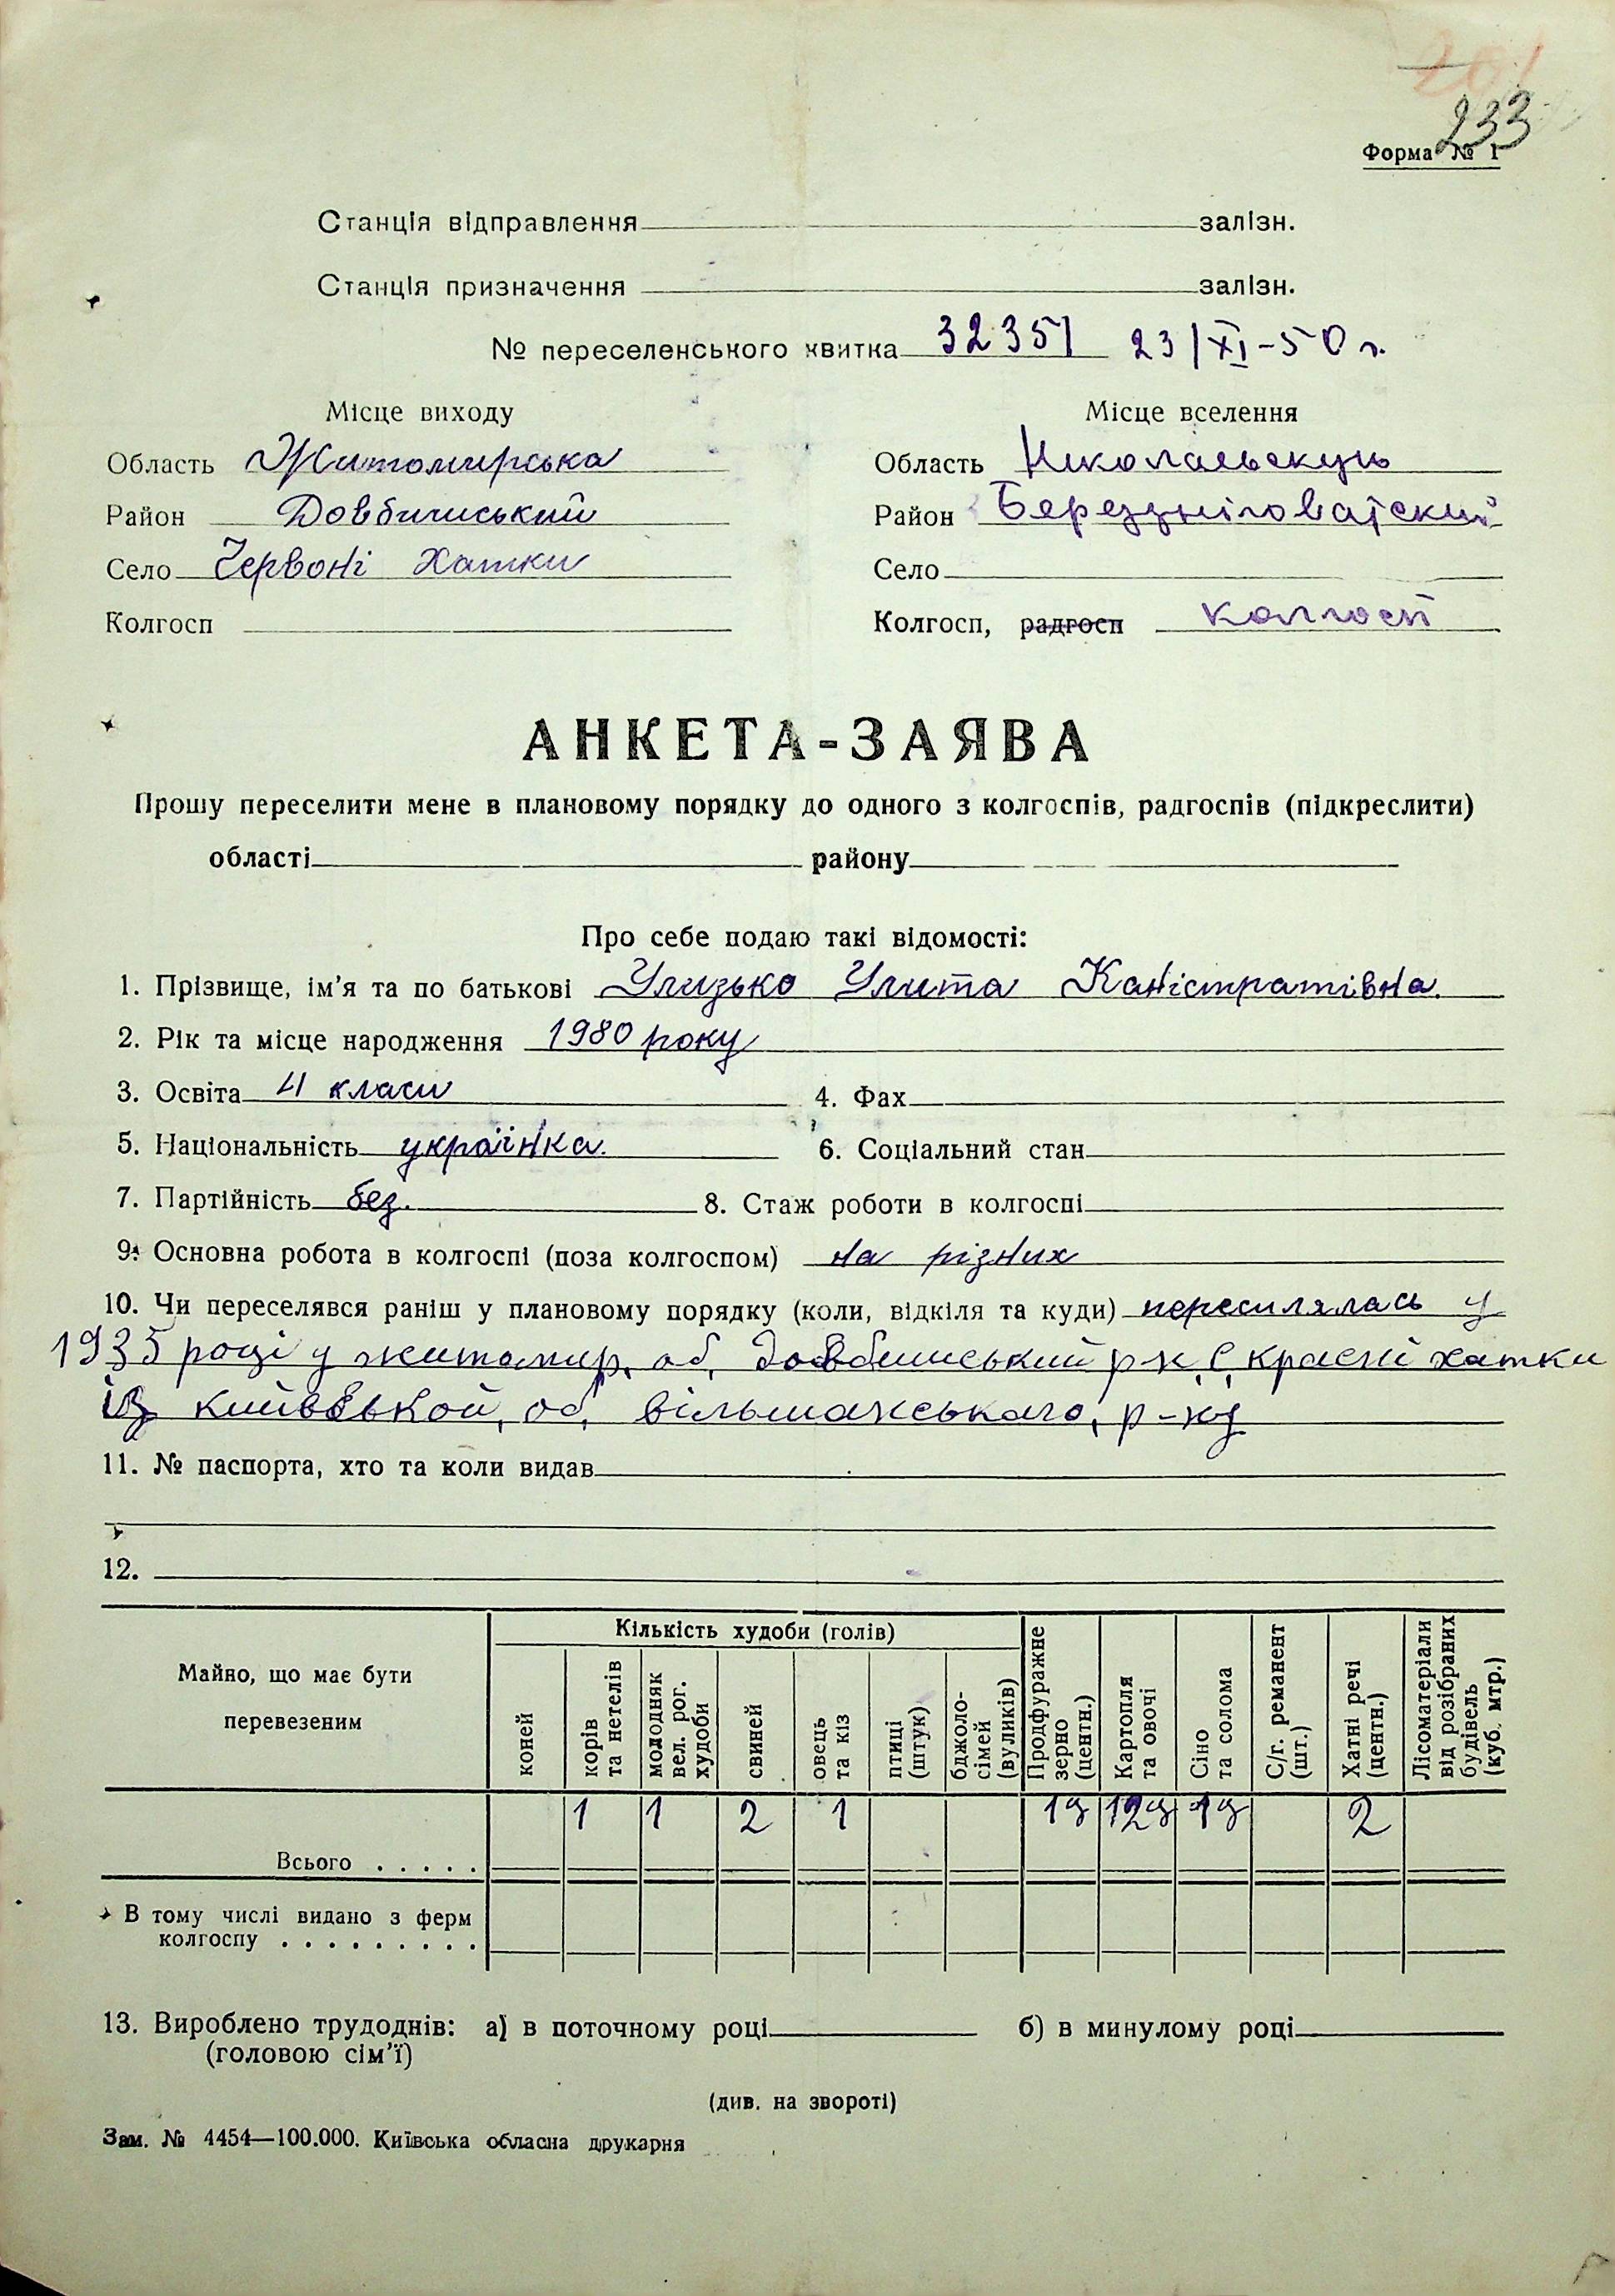 201
233
Форма № 1
Станція відправлення залізн.
Станція призначення залізн.
№ переселенського квитка 32351 23/XI-50 г.
Місце виходу
Область Житомирська
Район Довбишський
Село Червоні Хатки
Колгосп
Місце вселення
Область Николаевскую
Район Березниговатский
Село
Колгосп, радгосп колгосп
АНКЕТА-ЗАЯВА
Прошу переселити мене в плановому порядку до одного з колгоспів, радгоспів (підкреслити)
області району
Про себе подаю такі відомості:
1. Прізвище, ім'я та по батькові Улизько Улита Каністратівна.
2. Рік та місце народження 1980 року
3. Освіта 4 класи 4. Фах
5. Національність українка. 6. Соціальний стан
7. Партійність без. 8. Стаж роботи в колгоспі
9. Основна робота в колгоспі (поза колгоспом) на різних
10. Чи переселявся раніш у плановому порядку (коли, відкіля та куди) пересилялась у
1935 році у житомир. об. довбишський р-н с. красні хатки
із київської, об. вільшанського, р-ну
11. № паспорта, хто та коли видав
12.
Майно, що має бути перевезеним
Кількість худоби (голів)
коней
корів та нетелів
молодняк вел. рог. худоби
свиней
овець та кіз
птиці (штук)
бджоло-сімей (вуликів)
Продфуражне зерно (центн.)
Картопля та овочі
Сіно та солома
С/г. реманент (шт.)
Хатні речі (центн.)
Лісоматеріали від розібраних будівель (куб. мтр.)
1 1 2 1 1ц 12ц 1ц 2
Всього . . . . .
В тому числі видано з ферм
колгоспу . . . . . . . . .
13. Вироблено трудоднів: а) в поточному році б) в минулому році
(головою сім'ї)
(див. на звороті)
Зам. № 4454—100.000. Київська обласна друкарня